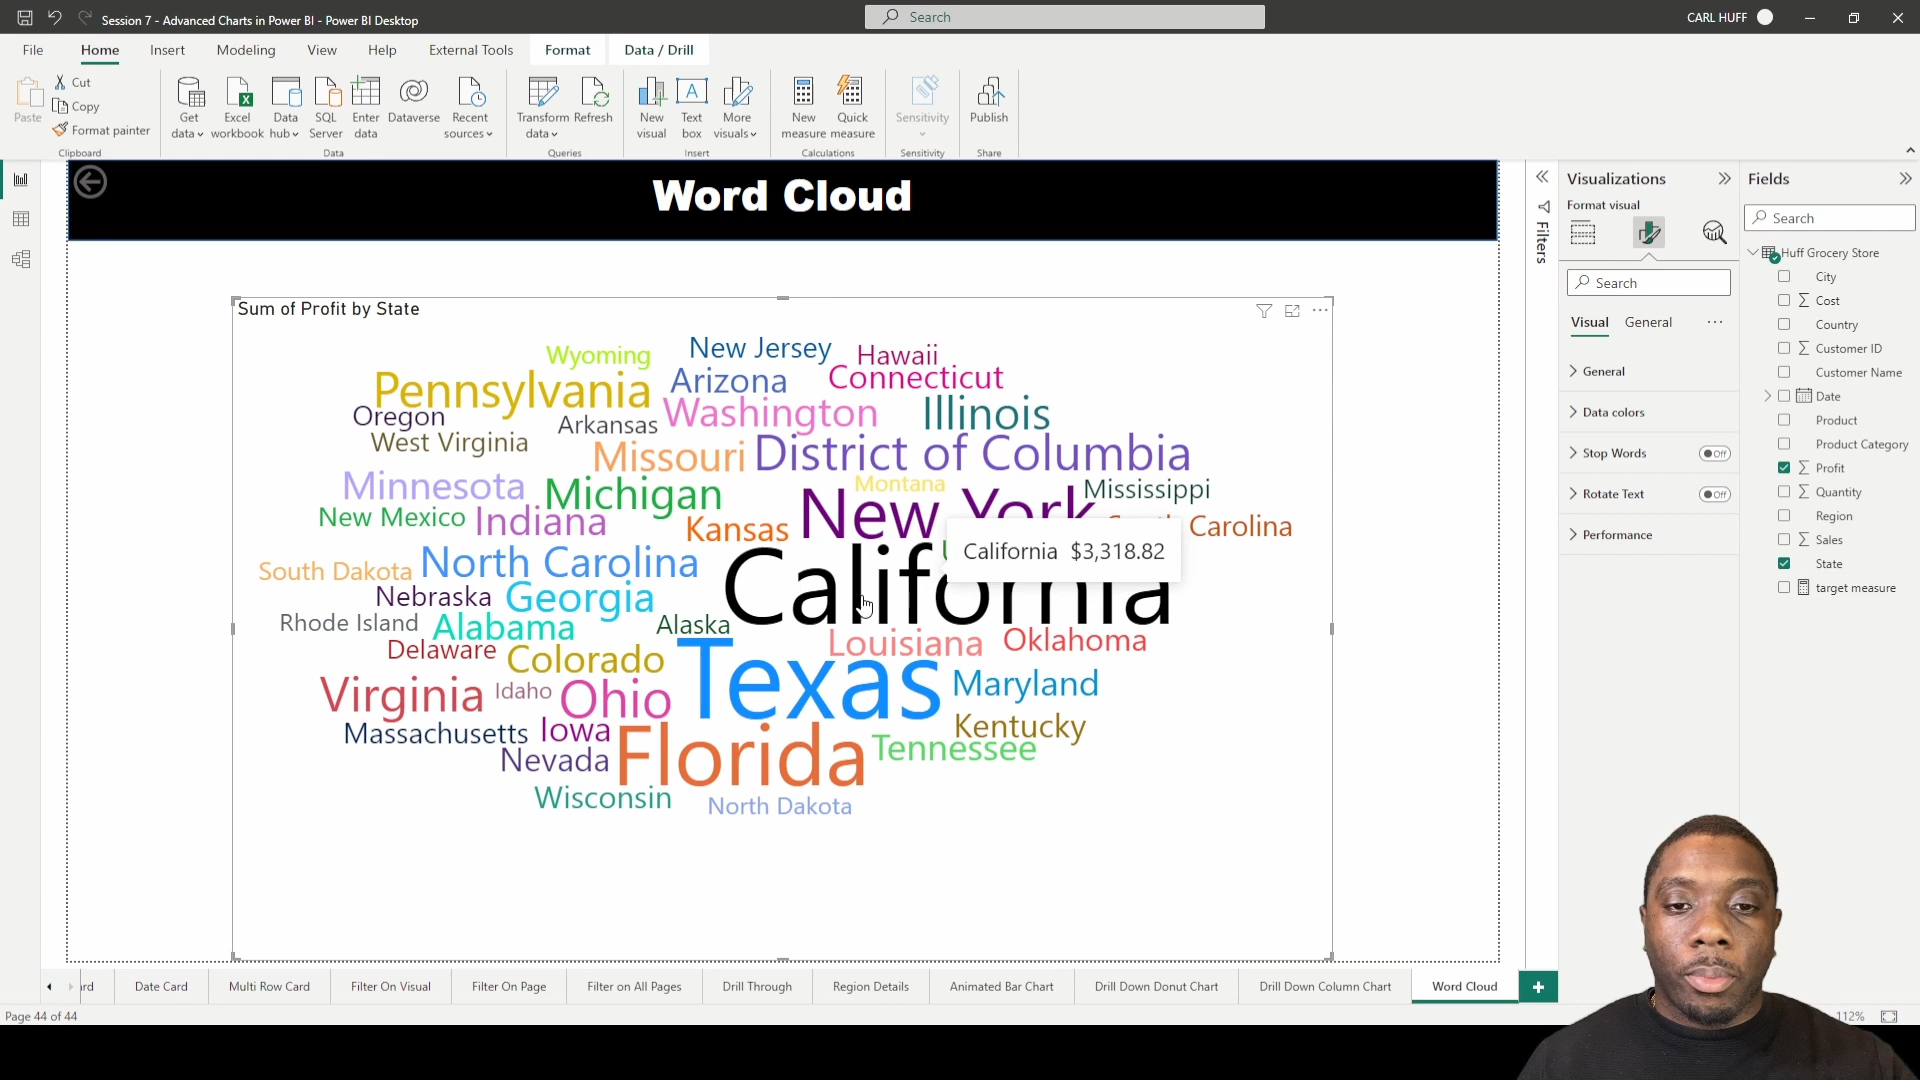 Session 7 - Advanced Charts in Power BI - Power BI Desktop
Search
CARL HUFF
File Home Insert Modeling View Help External Tools Format Data / Drill
Paste
Cut
Copy
Format painter
Get data
Excel workbook
Data hub
SQL Server
Enter data
Dataverse
Recent sources
Transform data
Refresh
New visual
Text box
More visuals
New measure
Quick measure
Sensitivity
Publish
Clipboard Data Queries Insert Calculations Sensitivity Share
Word Cloud
Sum of Profit by State
Wyoming New Jersey Hawaii
Pennsylvania Arizona Connecticut
Oregon Arkansas Washington Illinois
West Virginia Missouri District of Columbia
Minnesota Michigan Montana Mississippi
New Mexico Indiana Kansas New York Carolina
South Dakota North Carolina California $3,318.82
Nebraska Georgia California
Rhode Island Alabama Alaska
Delaware Colorado Louisiana Oklahoma
Virginia Idaho Ohio Texas Maryland
Massachusetts Iowa Kentucky
Nevada Florida Tennessee
Wisconsin North Dakota
Filters
Visualizations
Format visual
Search
Visual General
General
Data colors
Stop Words Off
Rotate Text Off
Performance
Fields
Search
Huff Grocery Store
City
Cost
Country
Customer ID
Customer Name
Date
Product
Product Category
Profit
Quantity
Region
Sales
State
target measure
rd Date Card Multi Row Card Filter On Visual Filter On Page Filter on All Pages Drill Through Region Details Animated Bar Chart Drill Down Donut Chart Drill Down Column Chart Word Cloud
Page 44 of 44
112%